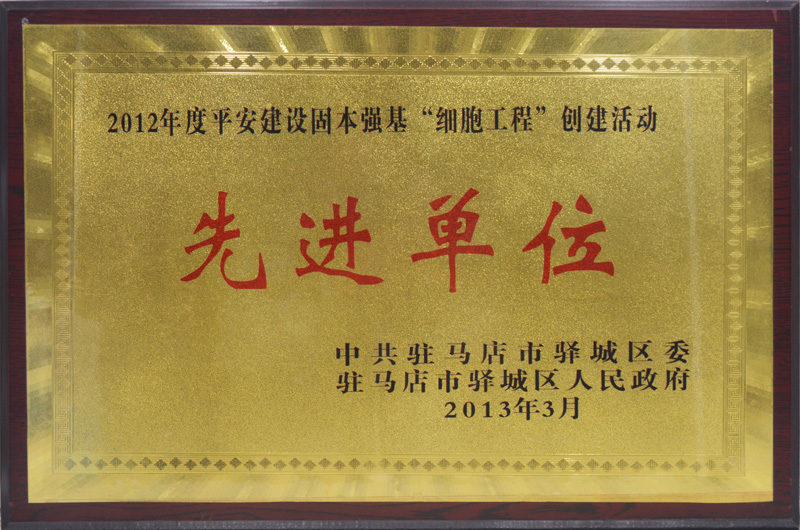 2012年度平安建设固本强基“细胞工程”创建活动
先进单位
中共驻马店市驿城区委
驻马店市驿城区人民政府
2013年3月